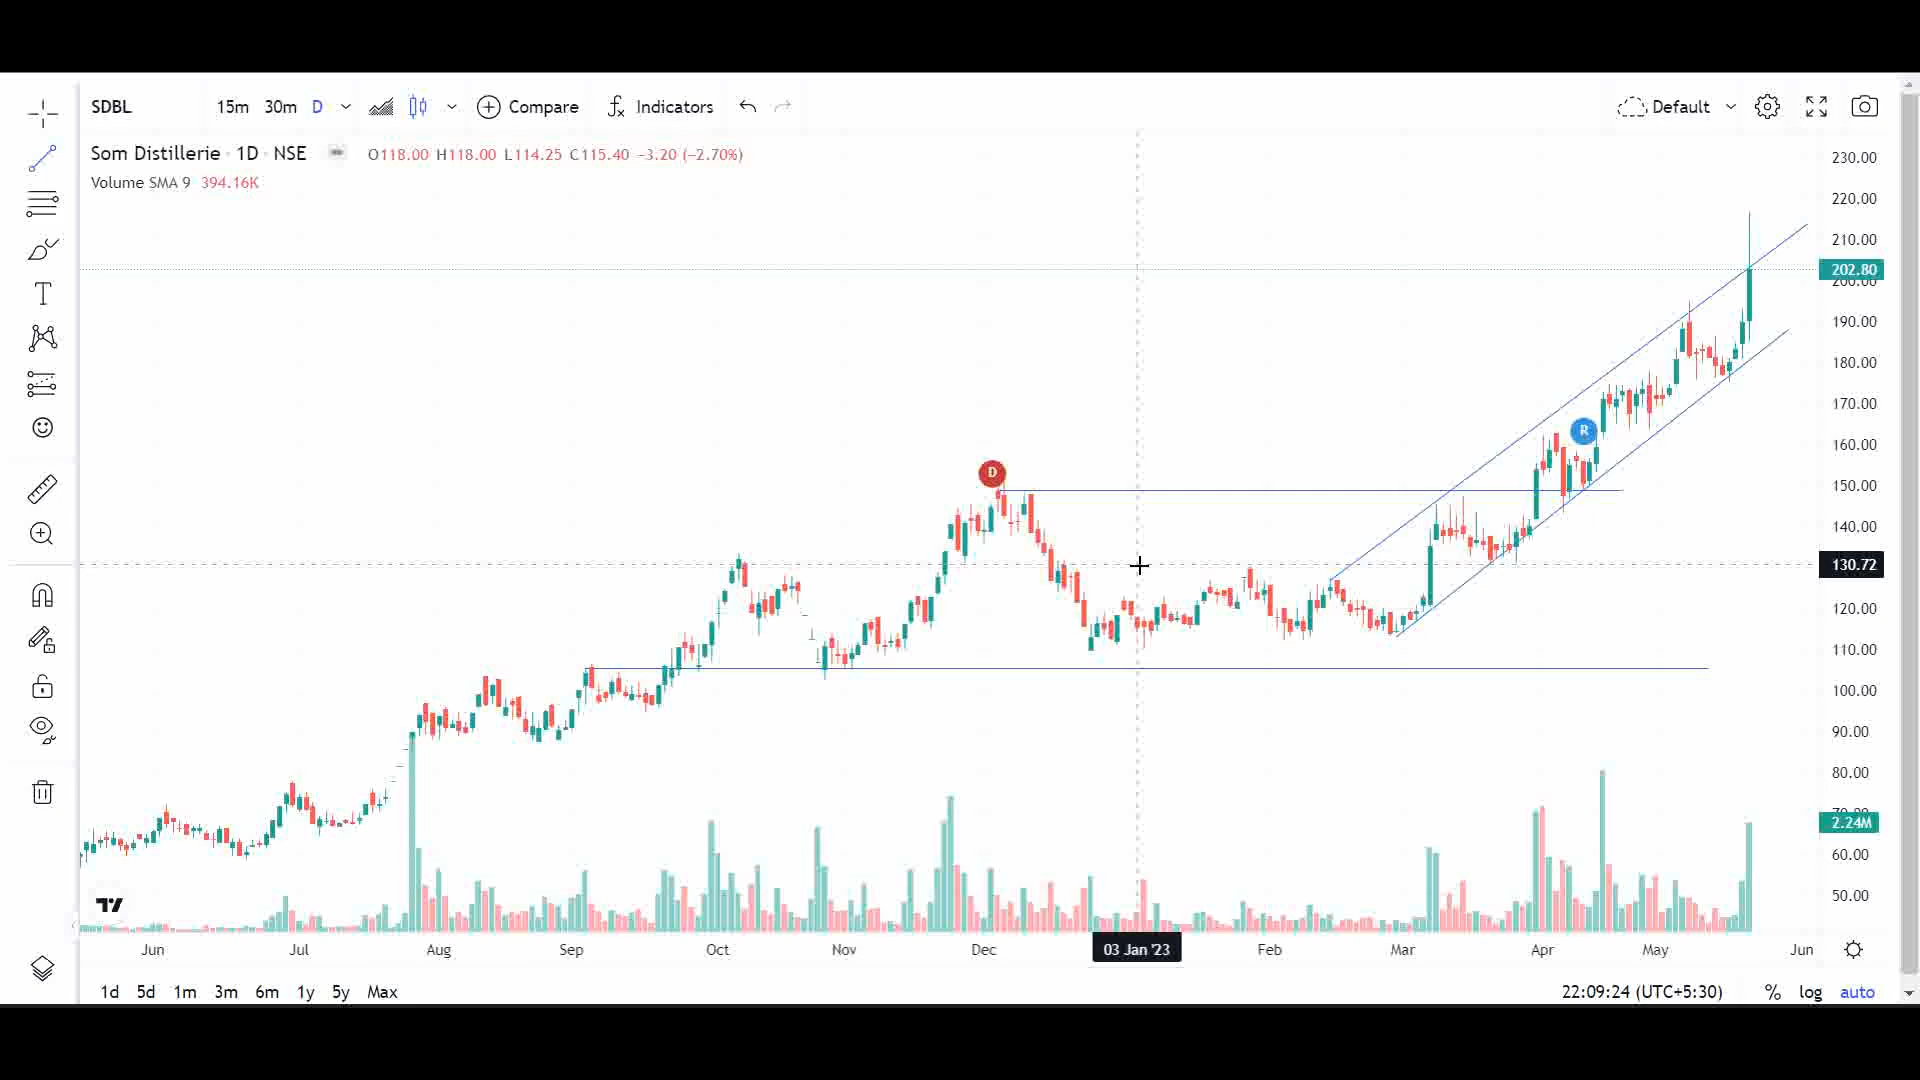 SDBL 15m 30m D Compare Indicators Default
Som Distillerie · 1D · NSE O118.00 H118.00 L114.25 C115.40 −3.20 (−2.70%)
Volume SMA 9 394.16K
230.00
220.00
210.00
202.80
200.00
190.00
180.00
170.00
160.00
150.00
140.00
130.72
120.00
110.00
100.00
90.00
80.00
70.00
2.24M
60.00
50.00
D
R
T
Jun Jul Aug Sep Oct Nov Dec 03 Jan '23 Feb Mar Apr May Jun
1d 5d 1m 3m 6m 1y 5y Max 22:09:24 (UTC+5:30) % log auto